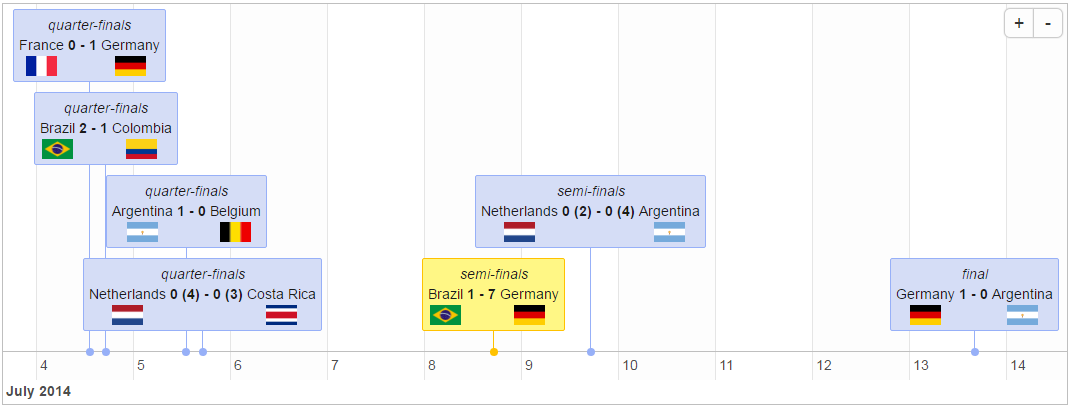 quarter-finals
France 0 - 1 Germany
+ -
quarter-finals
Brazil 2 - 1 Colombia
quarter-finals
Argentina 1 - 0 Belgium
semi-finals
Netherlands 0 (2) - 0 (4) Argentina
quarter-finals
Netherlands 0 (4) - 0 (3) Costa Rica
semi-finals
Brazil 1 - 7 Germany
final
Germany 1 - 0 Argentina
4 5 6 7 8 9 10 11 12 13 14
July 2014